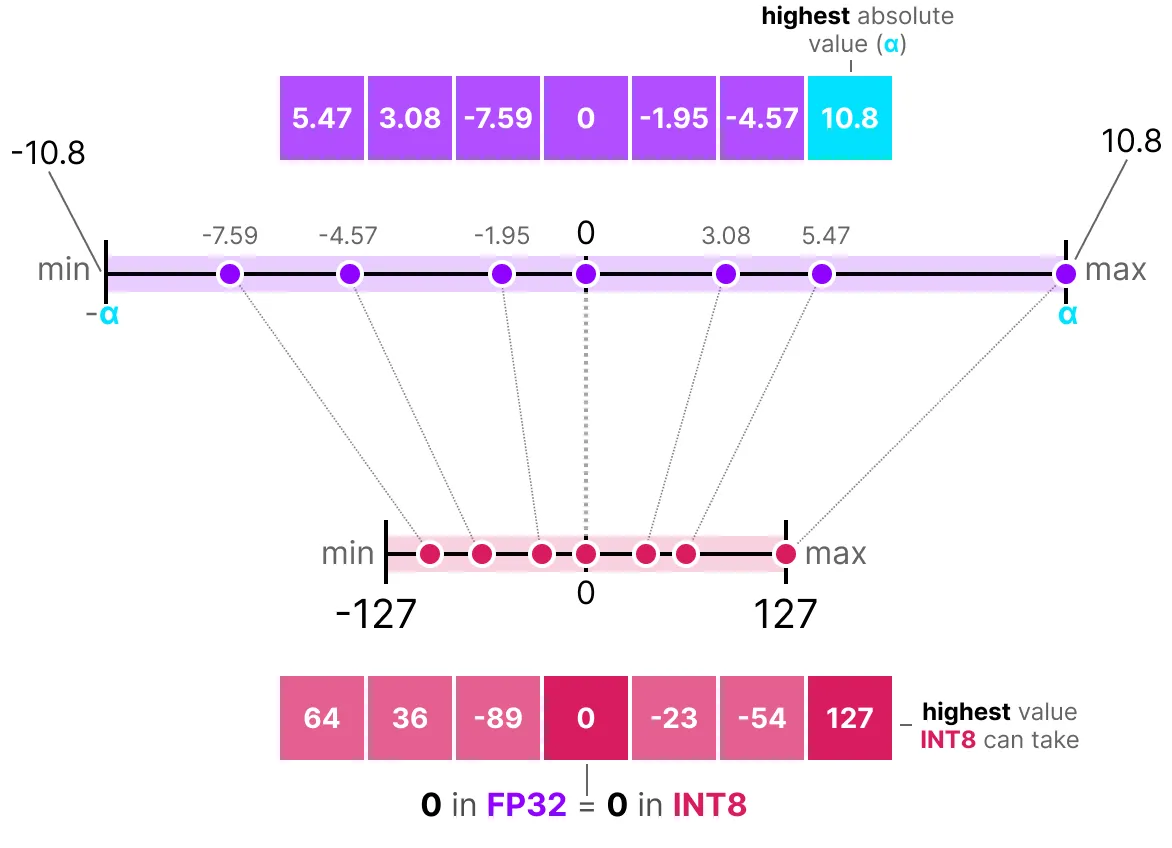 highest absolute
value (α)
5.47 3.08 -7.59 0 -1.95 -4.57 10.8
-10.8 10.8
-7.59 -4.57 -1.95 0 3.08 5.47
min max
-α α
min max
-127 0 127
64 36 -89 0 -23 -54 127
highest value
INT8 can take
0 in FP32 = 0 in INT8